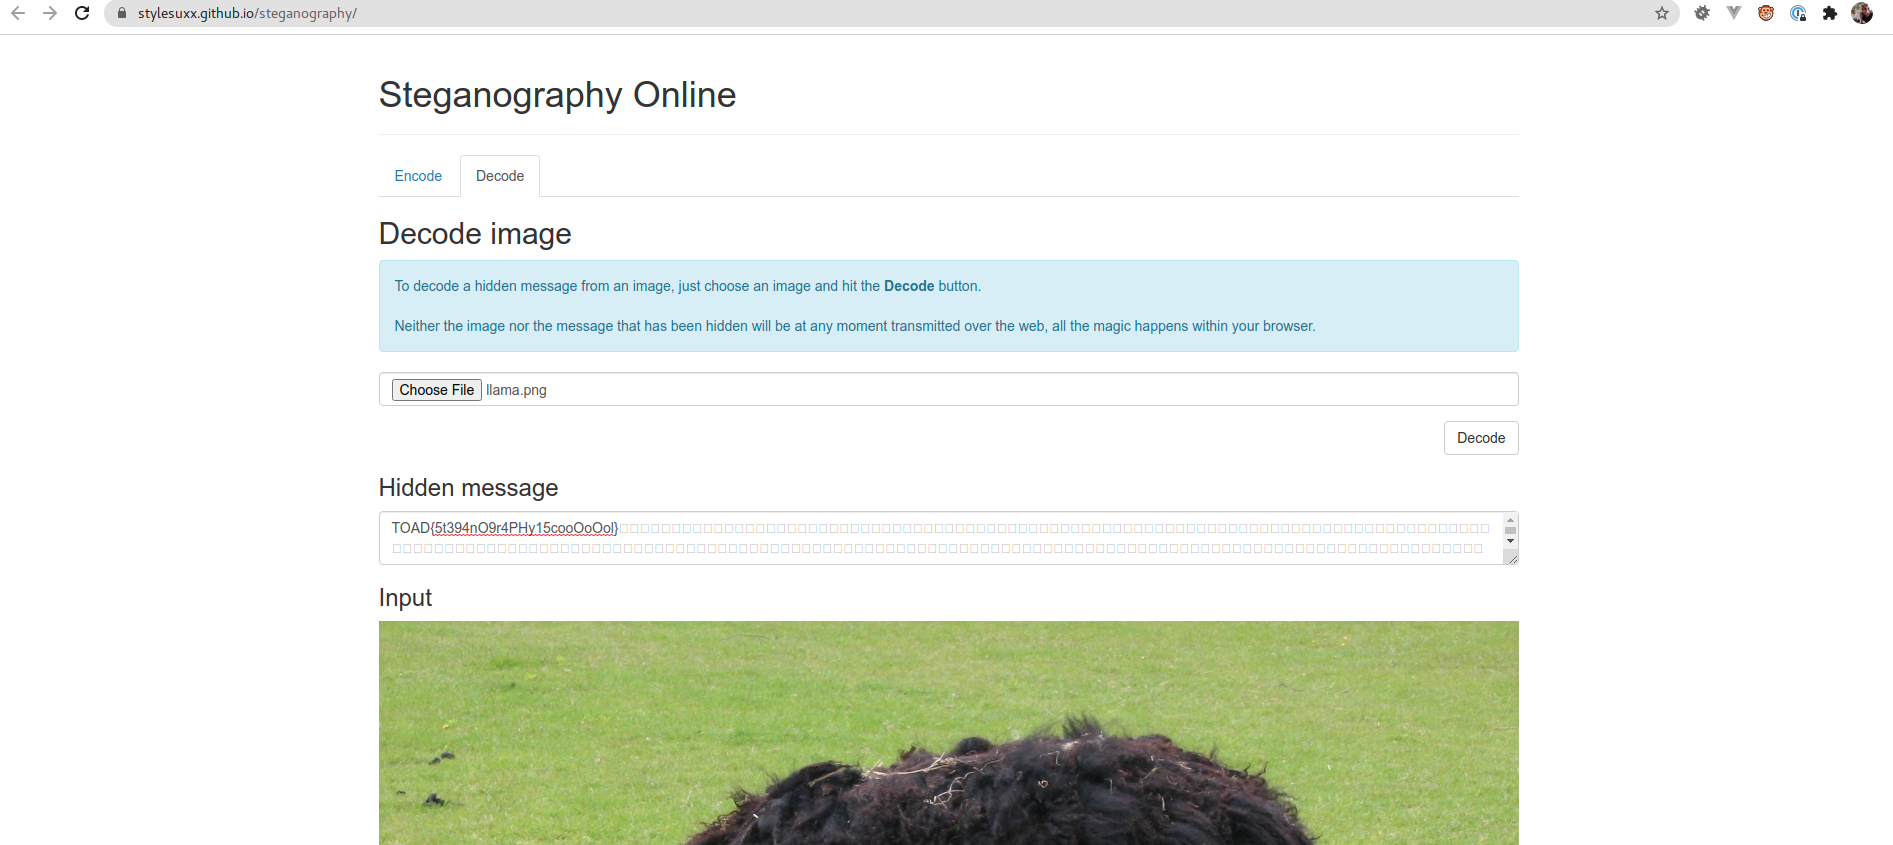 stylesuxx.github.io/steganography/
Steganography Online
Encode Decode
Decode image
To decode a hidden message from an image, just choose an image and hit the Decode button.
Neither the image nor the message that has been hidden will be at any moment transmitted over the web, all the magic happens within your browser.
Choose File llama.png
Decode
Hidden message
TOAD{5t394nO9r4PHy15cooOoOol}
Input